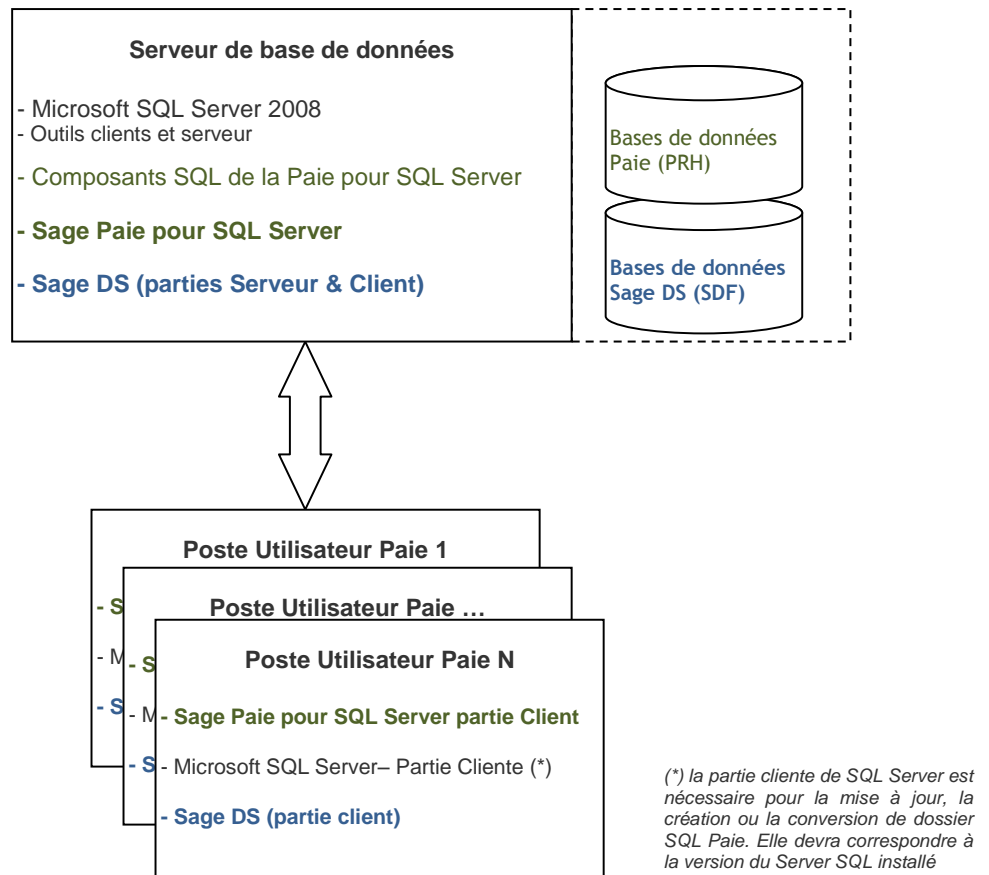 Serveur de base de données
- Microsoft SQL Server 2008
- Outils clients et serveur
- Composants SQL de la Paie pour SQL Server
- Sage Paie pour SQL Server
- Sage DS (parties Serveur & Client)
Bases de données
Paie (PRH)
Bases de données
Sage DS (SDF)
Poste Utilisateur Paie 1
- S
- M
- S
Poste Utilisateur Paie …
- S
- M
- S
Poste Utilisateur Paie N
- Sage Paie pour SQL Server partie Client
- Microsoft SQL Server– Partie Cliente (*)
- Sage DS (partie client)
(*) la partie cliente de SQL Server est
nécessaire pour la mise à jour, la
création ou la conversion de dossier
SQL Paie. Elle devra correspondre à
la version du Server SQL installé